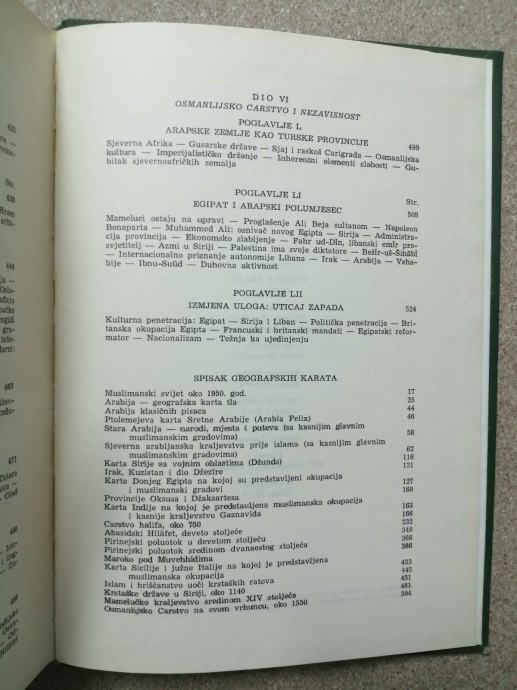 DIO VI
OSMANLIJSKO CARSTVO I NEZAVISNOST
POGLAVLJE L
ARAPSKE ZEMLJE KAO TURSKE PROVINCIJE 499
Sjeverna Afrika — Gusarske države — Sjaj i raskoš Carigrada — Osmanlijska
kultura — Imperijalističko držanje — Inherentni elementi slabosti — Gu-
bitak sjevernoafričkih zemalja
POGLAVLJE LI Str.
EGIPAT I ARAPSKI POLUMJESEC 508
Mameluci ostaju na upravi — Proglašenje Ali Beja sultanom — Napoleon
Bonaparta — Muhammed Ali: osnivač novog Egipta — Sirija — Administra-
cija provincija — Ekonomsko slabljenje — Fahr ud-Dîn, libanski emîr pro-
svjetitelj — Azmi u Siriji — Palestina ima svoje diktatore — Bešîr-uš-Šihâbî
— Internacionalno priznanje autonomije Libana — Irak — Arabija — Veha-
bije — Ibnu-Suûd — Duhovna aktivnost
POGLAVLJE LII
IZMJENA ULOGA: UTICAJ ZAPADA 524
Kulturna penetracija: Egipat — Sirija i Liban — Politička penetracija — Bri-
tanska okupacija Egipta — Francuski i britanski mandati — Egipatski refor-
mator — Nacionalizam — Težnja ka ujedinjenju
SPISAK GEOGRAFSKIH KARATA
Muslimanski svijet oko 1950. god. 17
Arabija — geografska karta tla 25
Arabija klasičnih pisaca 44
Ptolemejeva karta Sretne Arabije (Arabia Felix) 46
Stara Arabija — narodi, mjesta i puteva (sa kasnijim glavnim
muslimanskim gradovima) 58
Sjeverna arabljanska kraljevstva prije islama (sa kasnijim glavnim
muslimanskim gradovima) 62
Karta Sirije sa vojnim oblastima (Džunda) 116
Irak, Kuzistan i dio Džezîre 121
Karta Donjeg Egipta na kojoj su predstavljeni okupacija
i muslimanski gradovi 127
Provincije Oksusa i Džaksartesa 160
Karta Indije na kojoj je predstavljena muslimanska okupacija
i kasnije kraljevstvo Gaznavida 163
Carstvo halifa, oko 750 166
Abasidski Hilâfet, deveto stoljeće 232
Pirinejski poluotok u devetom stoljeću 348
Pirinejski poluotok sredinom dvanaestog stoljeća 366
Maroko pod Muvehhidima 386
Karta Sicilije i južne Italije na kojoj je predstavljena
muslimanska okupacija 423
Islam i hrišćanstvo uoči krstaških ratova 445
Krstaške države u Siriji, oko 1140 451
Mamelučko kraljevstvo sredinom XIV stoljeća 481
Osmanlijsko Carstvo na svom vrhuncu, oko 1550 504